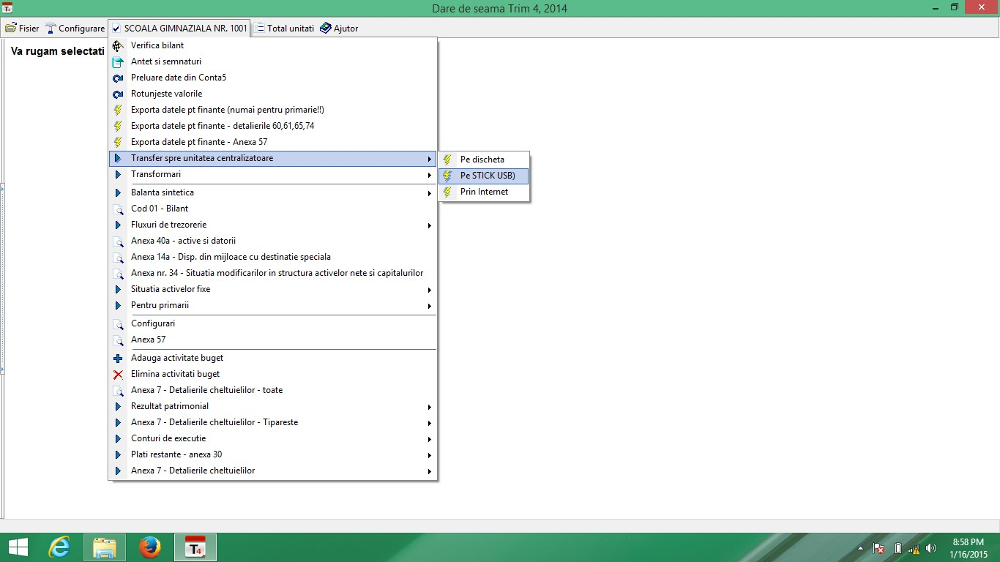 T4 Dare de seama Trim 4, 2014
Fisier Configurare SCOALA GIMNAZIALA NR. 1001 Total unitati Ajutor
Va rugam selectati
Verifica bilant
Antet si semnaturi
Preluare date din Conta5
Rotunjeste valorile
Exporta datele pt finante (numai pentru primarie!!)
Exporta datele pt finante - detalierile 60,61,65,74
Exporta datele pt finante - Anexa 57
Transfer spre unitatea centralizatoare
Pe discheta
Pe STICK USB)
Prin Internet
Transformari
Balanta sintetica
Cod 01 - Bilant
Fluxuri de trezorerie
Anexa 40a - active si datorii
Anexa 14a - Disp. din mijloace cu destinatie speciala
Anexa nr. 34 - Situatia modificarilor in structura activelor nete si capitalurilor
Situatia activelor fixe
Pentru primarii
Configurari
Anexa 57
Adauga activitate buget
Elimina activitati buget
Anexa 7 - Detalierile cheltuielilor - toate
Rezultat patrimonial
Anexa 7 - Detalierile cheltuielilor - Tipareste
Conturi de executie
Plati restante - anexa 30
Anexa 7 - Detalierile cheltuielilor
T4
8:58 PM
1/16/2015